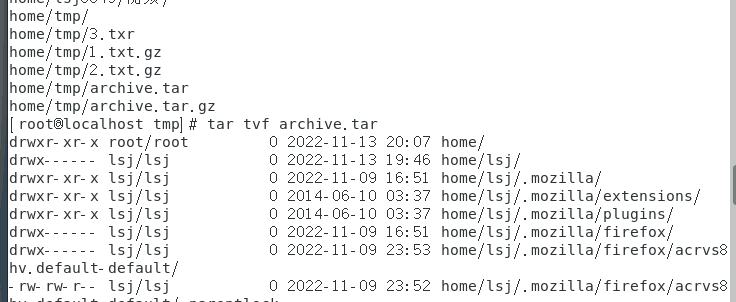 home/tmp/
home/tmp/3.txr
home/tmp/1.txt.gz
home/tmp/2.txt.gz
home/tmp/archive.tar
home/tmp/archive.tar.gz
[root@localhost tmp]# tar tvf archive.tar
drwxr-xr-x root/root         0 2022-11-13 20:07 home/
drwx------ lsj/lsj           0 2022-11-13 19:46 home/lsj/
drwxr-xr-x lsj/lsj           0 2022-11-09 16:51 home/lsj/.mozilla/
drwxr-xr-x lsj/lsj           0 2014-06-10 03:37 home/lsj/.mozilla/extensions/
drwxr-xr-x lsj/lsj           0 2014-06-10 03:37 home/lsj/.mozilla/plugins/
drwx------ lsj/lsj           0 2022-11-09 16:51 home/lsj/.mozilla/firefox/
drwx------ lsj/lsj           0 2022-11-09 23:53 home/lsj/.mozilla/firefox/acrvs8
hv.default-default/
-rw-rw-r-- lsj/lsj           0 2022-11-09 23:52 home/lsj/.mozilla/firefox/acrvs8